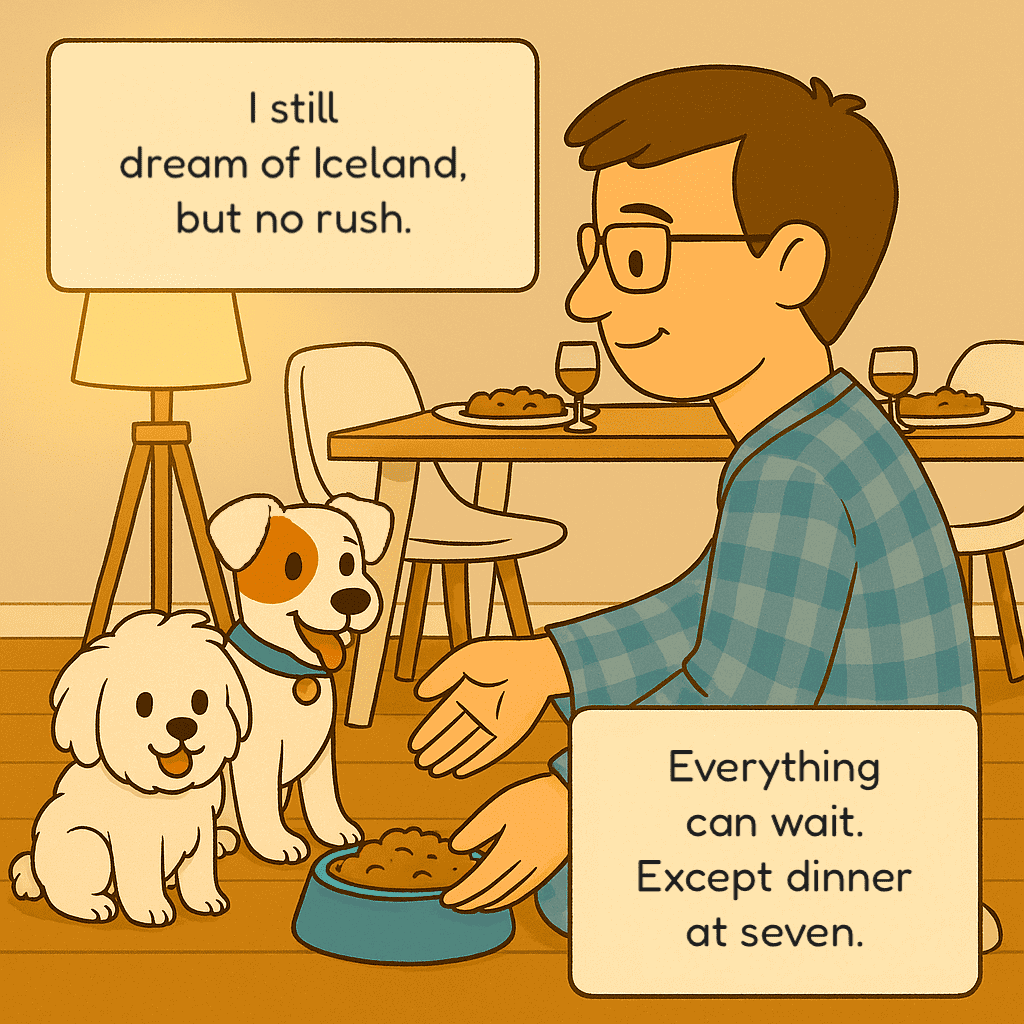 I still
dream of Iceland,
but no rush.
Everything
can wait.
Except dinner
at seven.